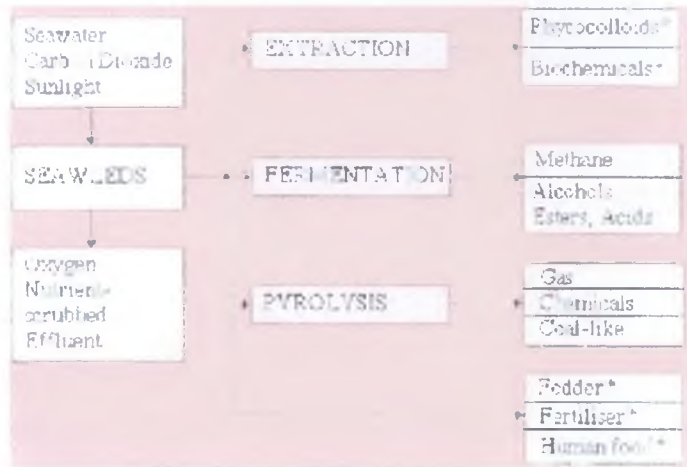 Seawater
Carbon Dioxide
Sunlight
EXTRACTION
Phycocolloids*
Biochemicals*
SEAWEEDS
FERMENTATION
Methane
Alcohols
Esters, Acids
Oxygen
Nutrients
scrubbed
Effluent
PYROLYSIS
Gas
Chemicals
Coal-like
Fodder*
Fertiliser*
Human food*